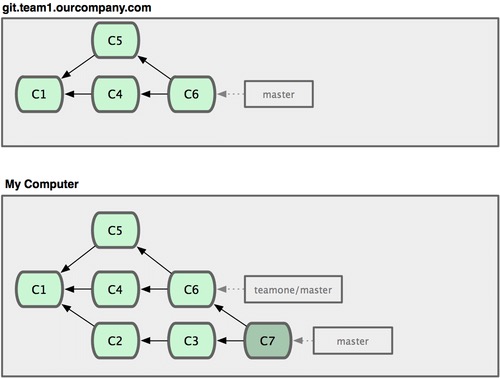 git.team1.ourcompany.com
C5
C1
C4
C6
master
My Computer
C5
C1
C4
C6
teamone/master
C2
C3
C7
master